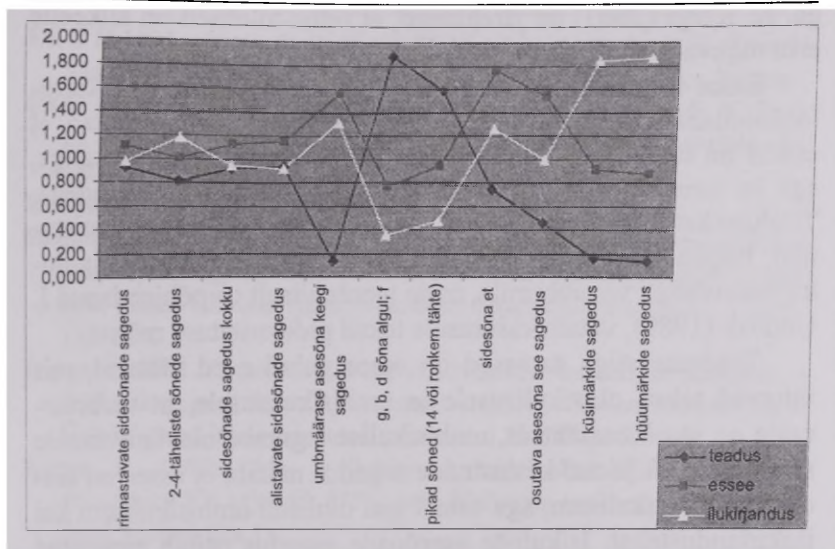 2,000
1,800
1,600
1,400
1,200
1,000
0,800
0,600
0,400
0,200
0,000
rinnastavate sidesõnade sagedus
2-4-täheliste sõnede sagedus
sidesõnade sagedus kokku
alistavate sidesõnade sagedus
umbmäärase asesõna keegi
sagedus
g, b, d sõna algul; f
pikad sõned (14 või rohkem tähte)
sidesõna et
osutava asesõna see sagedus
küsimärkide sagedus
hüüumärkide sagedus
teadus
essee
ilukirjandus